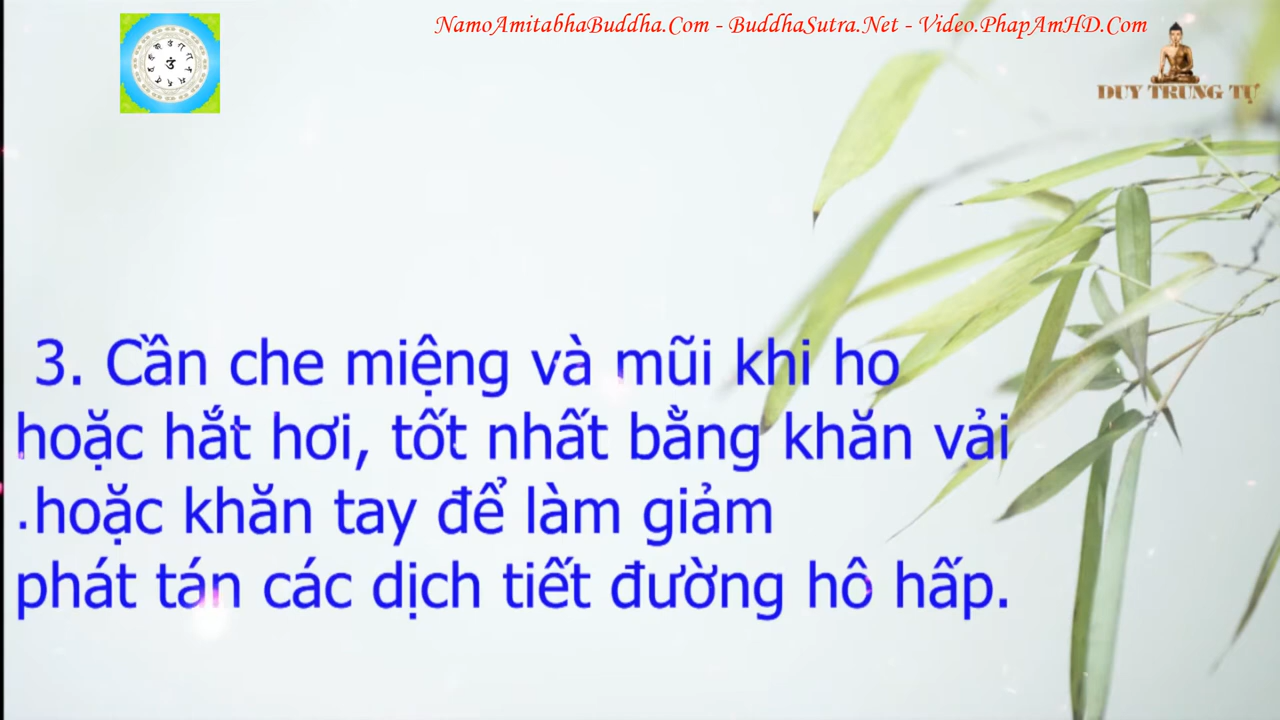 NamoAmitabhaBuddha.Com - BuddhaSutra.Net - Video.PhapAmHD.Com
DUY TRUNG TỰ
3. Cần che miệng và mũi khi ho
hoặc hắt hơi, tốt nhất bằng khăn vải
.hoặc khăn tay để làm giảm
phát tán các dịch tiết đường hô hấp.